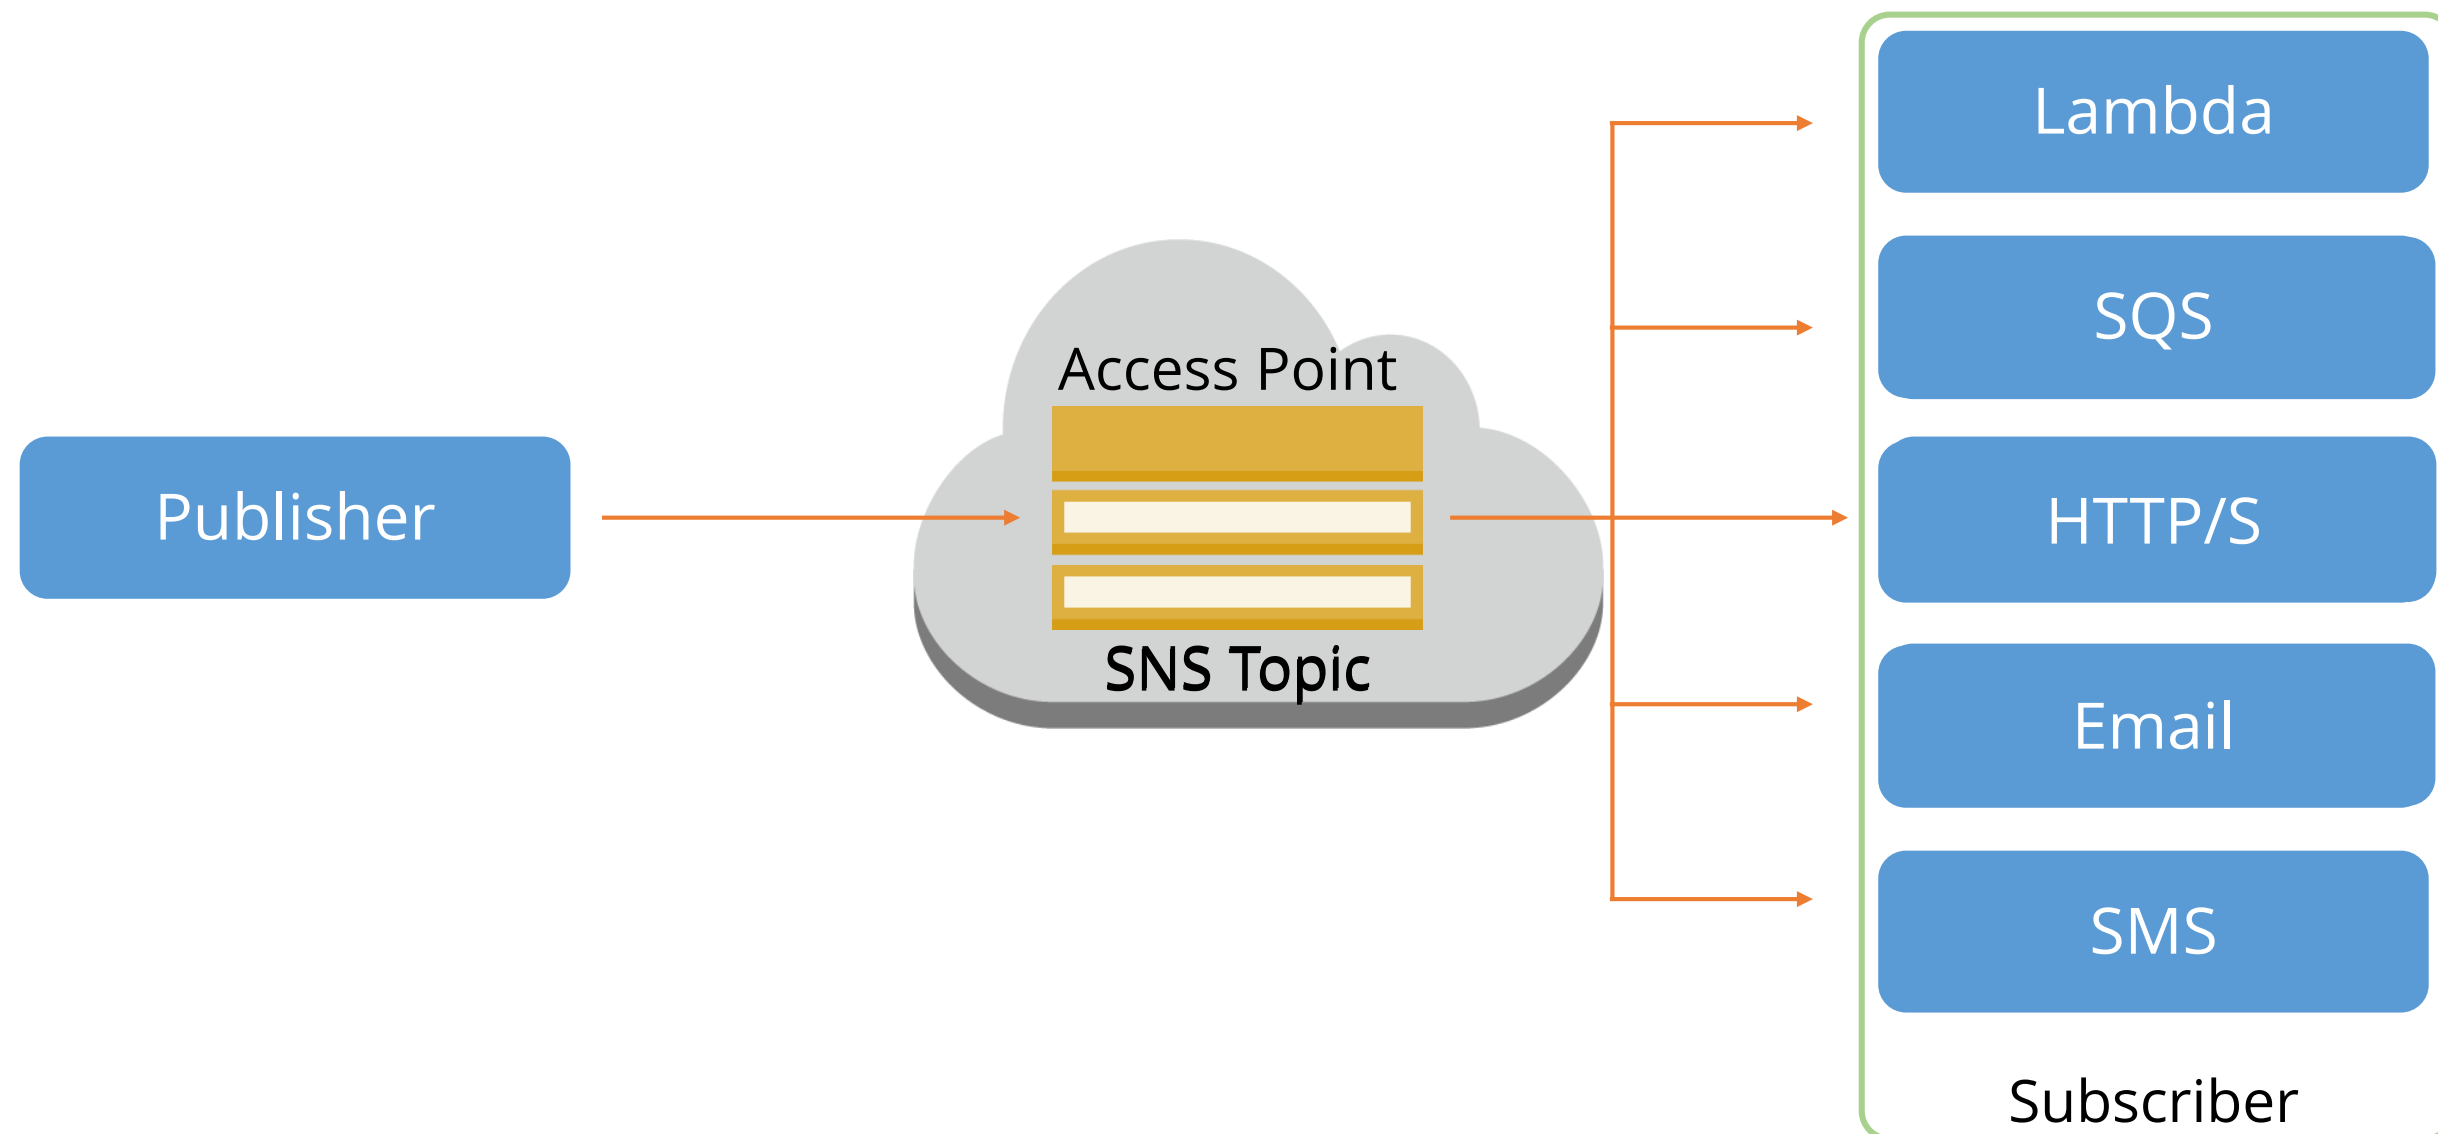 Publisher
Access Point
SNS Topic
Lambda
SQS
HTTP/S
Email
SMS
Subscriber